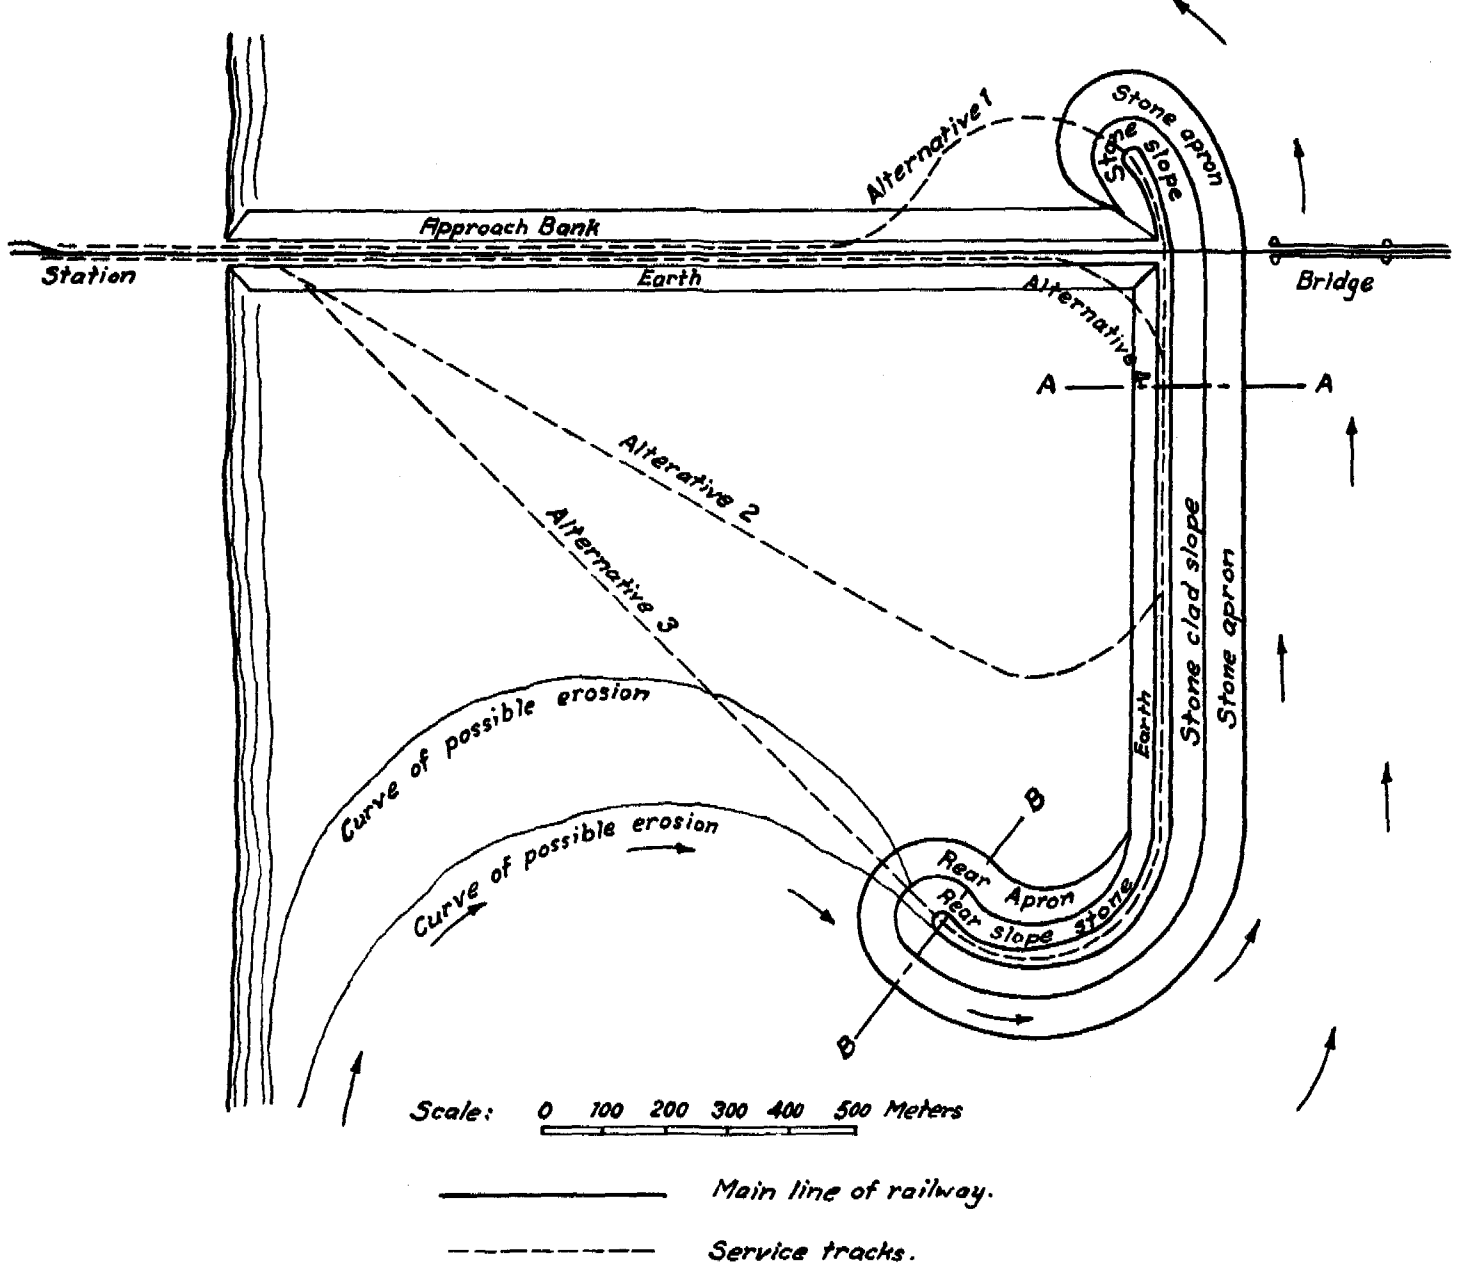 Stone apron
Stone slope
Alternative 1
Approach Bank
Station
Earth
Bridge
Alternative 4
A
A
Alterative 2
Alternative 3
Stone clad slope
Stone apron
Earth
Curve of possible erosion
Curve of possible erosion
B
Rear Apron
Rear slope stone
B
Scale: 0 100 200 300 400 500 Meters
Main line of railway.
Service tracks.